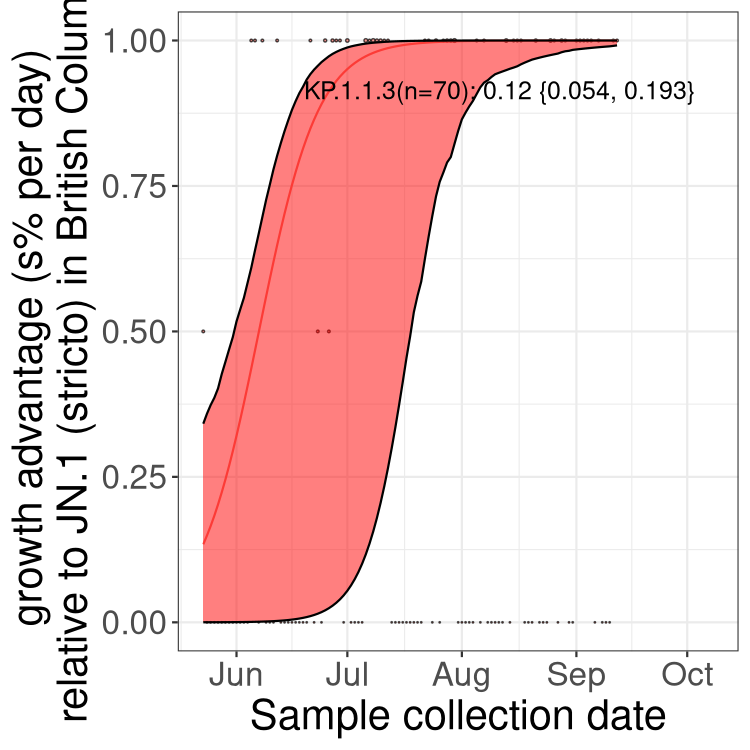 growth advantage (s% per day)
relative to JN.1 (stricto) in British Colum
1.00
0.75
0.50
0.25
0.00
KP.1.1.3(n=70): 0.12 {0.054, 0.193}
Jun Jul Aug Sep Oct
Sample collection date